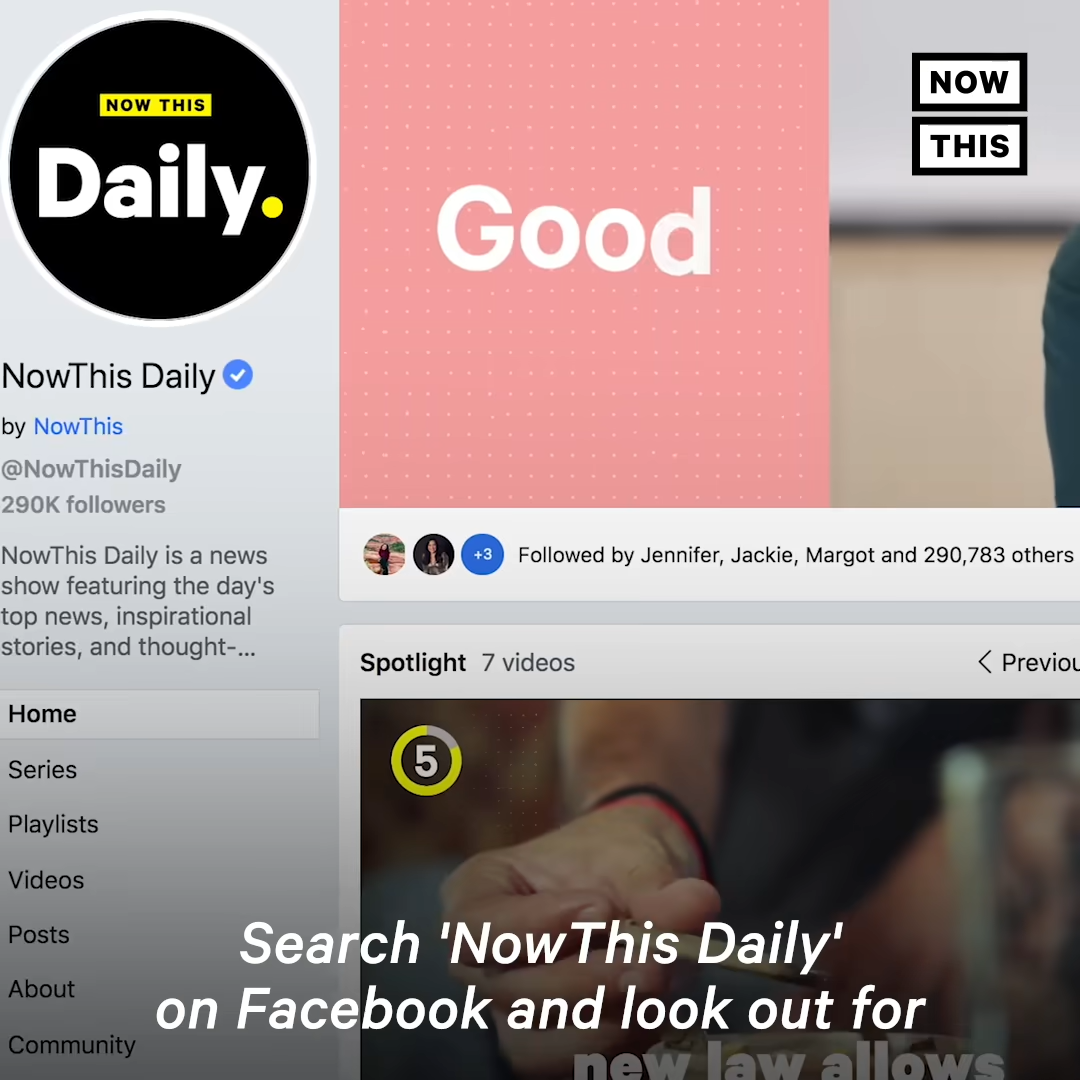 NOW THIS
Daily.
Good
NOW
THIS
NowThis Daily
by NowThis
@NowThisDaily
290K followers
NowThis Daily is a news
show featuring the day's
top news, inspirational
stories, and thought-...
Home
Series
Playlists
Videos
Posts
About
Community
+3 Followed by Jennifer, Jackie, Margot and 290,783 others
Spotlight 7 videos
< Previou
5
Search 'NowThis Daily'
on Facebook and look out for
new law allows